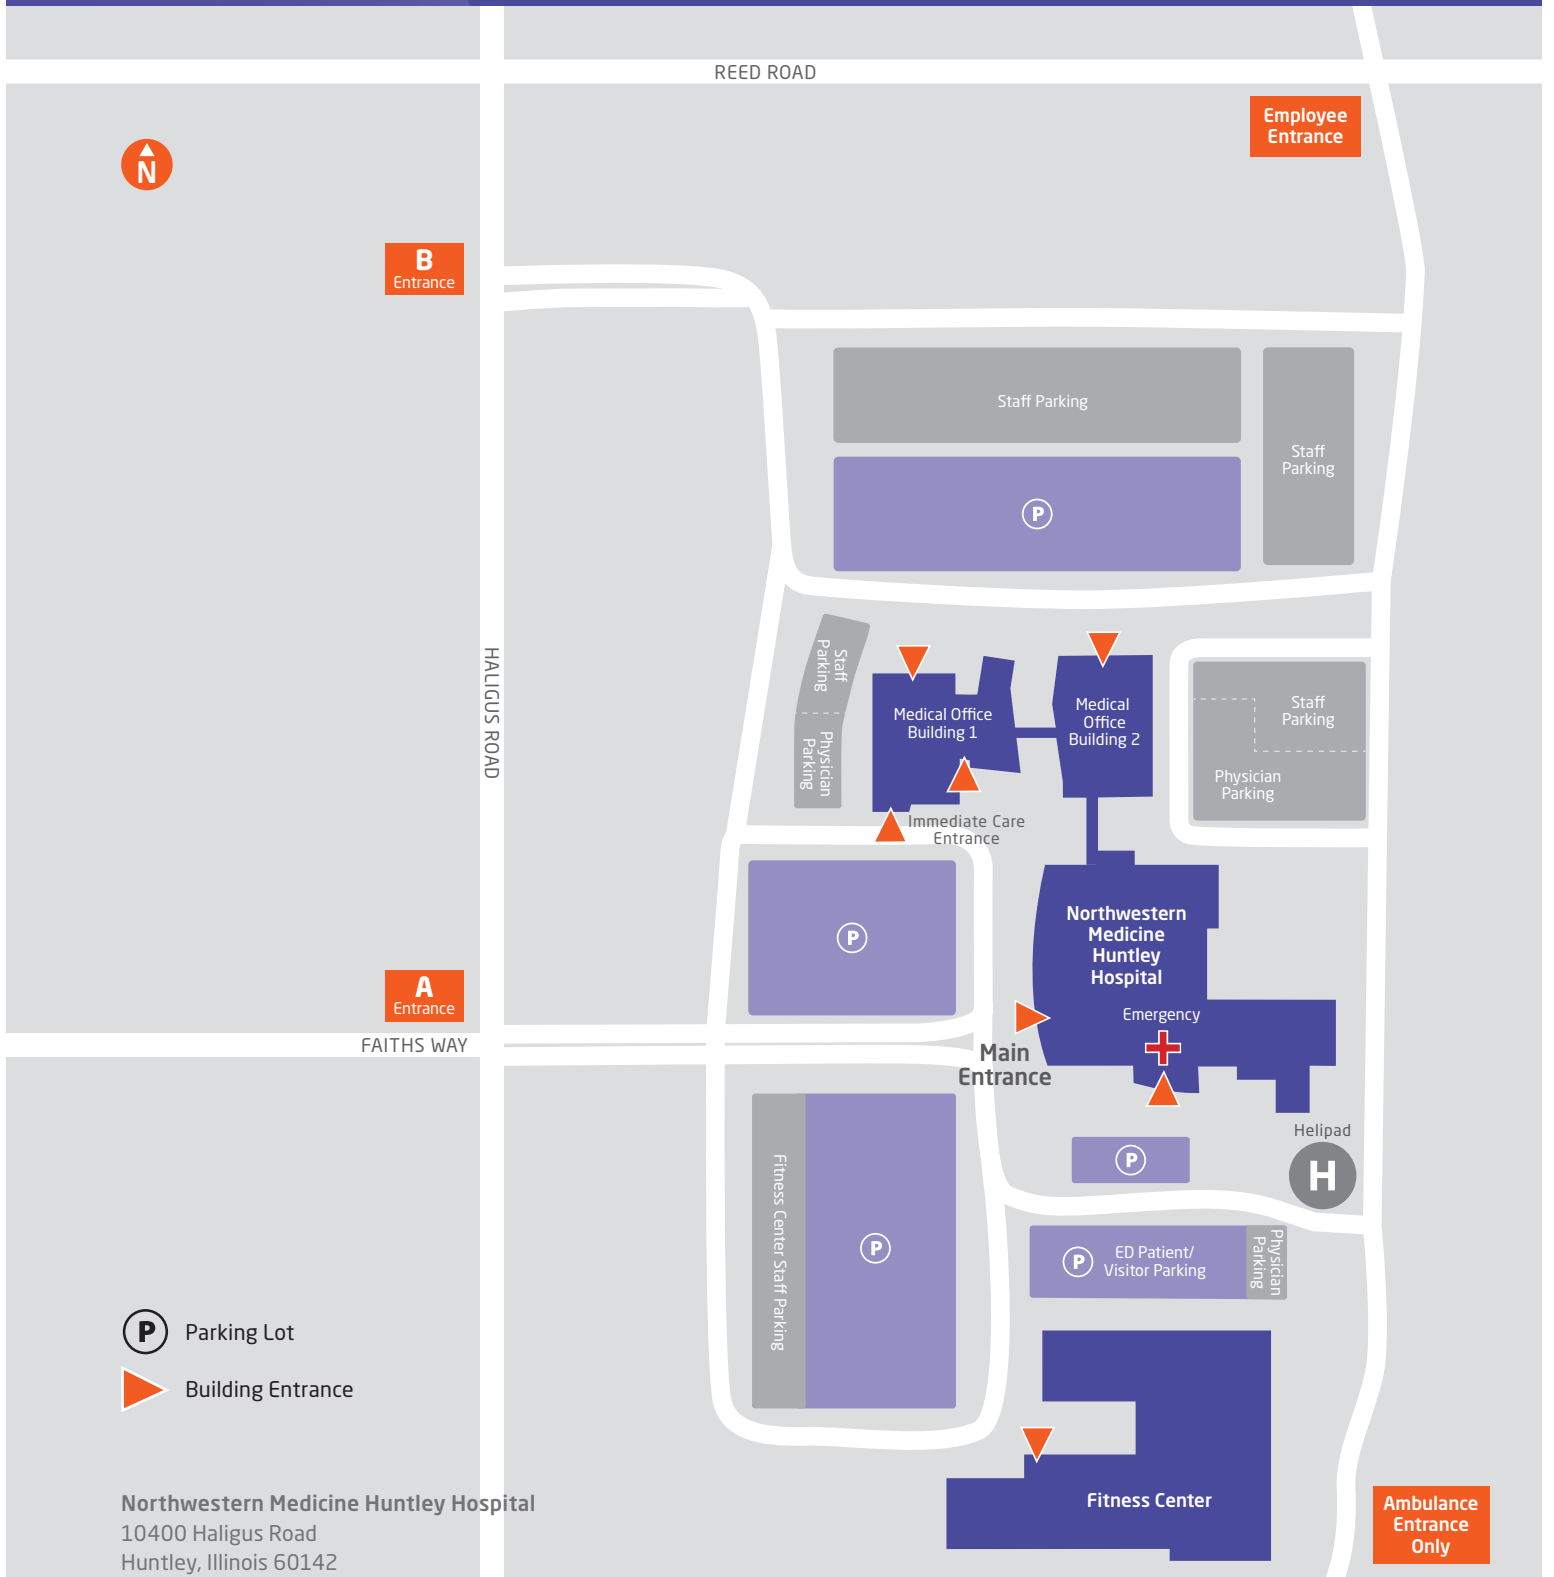 REED ROAD
Employee
Entrance
N
B
Entrance
Staff Parking
Staff
Parking
P
HALIGUS ROAD
Staff
Parking
Physician
Parking
Medical Office
Building 1
Medical
Office
Building 2
Staff
Parking
Physician
Parking
Immediate Care
Entrance
P
Northwestern
Medicine
Huntley
Hospital
Emergency
A
Entrance
FAITHS WAY
Main
Entrance
Helipad
H
P
Fitness Center Staff Parking
P
P
ED Patient/
Visitor Parking
Physician
Parking
P
Parking Lot
Building Entrance
Fitness Center
Ambulance
Entrance
Only
Northwestern Medicine Huntley Hospital
10400 Haligus Road
Huntley, Illinois 60142